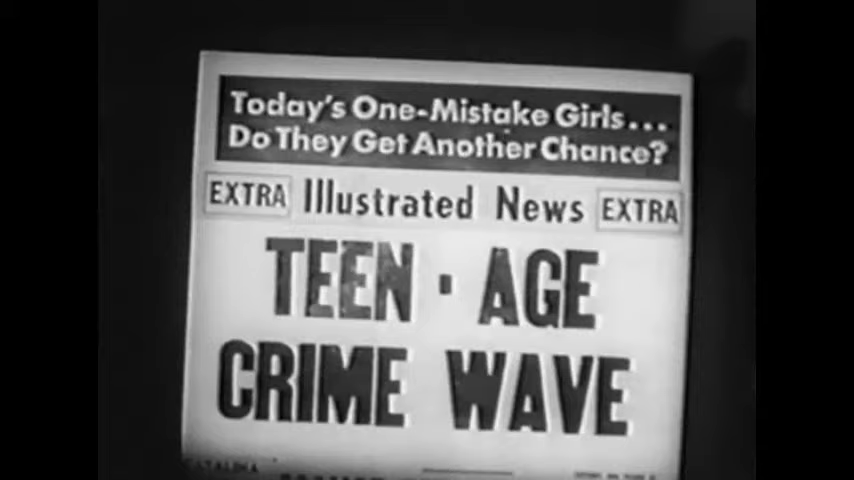 Today's One-Mistake Girls...
Do They Get Another Chance?
EXTRA Illustrated News EXTRA
TEEN·AGE
CRIME WAVE